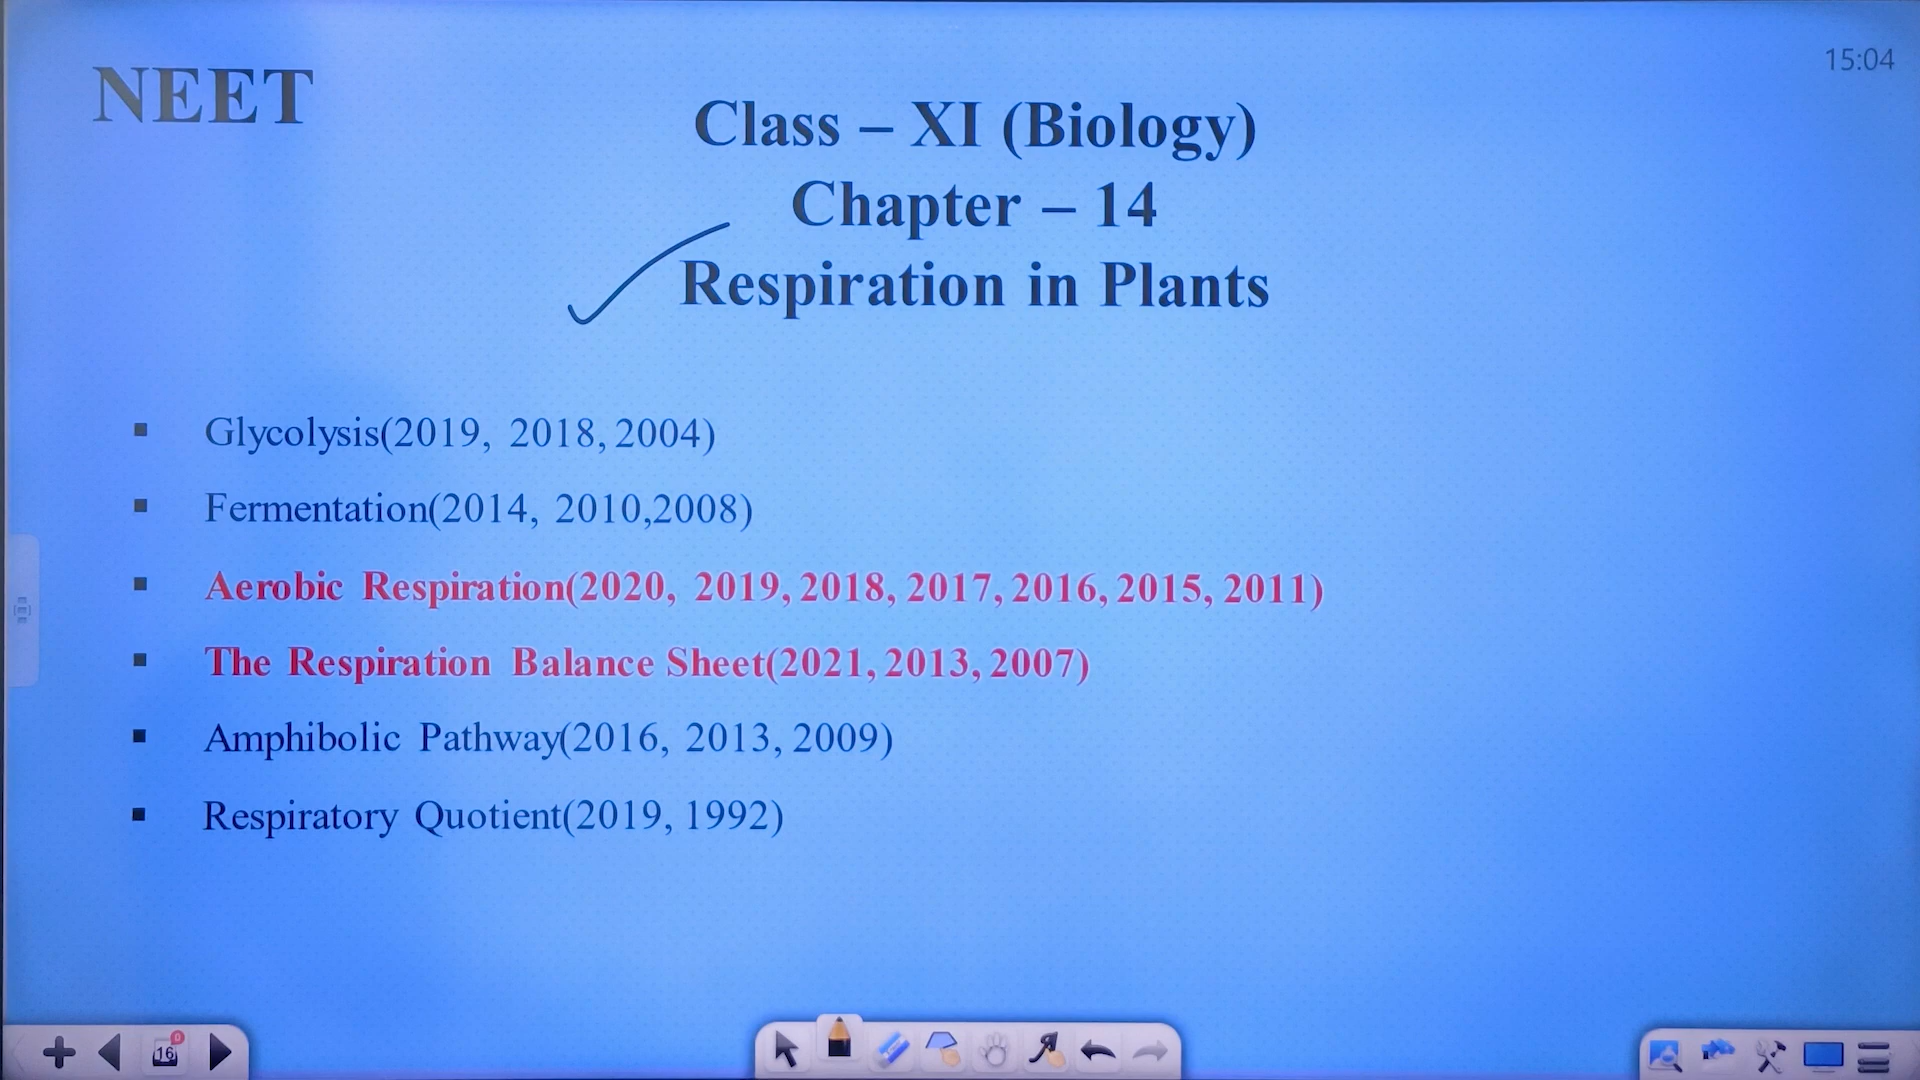 NEET
15:04
Class – XI (Biology)
Chapter – 14
Respiration in Plants
▪ Glycolysis(2019, 2018, 2004)
▪ Fermentation(2014, 2010,2008)
▪ Aerobic Respiration(2020, 2019, 2018, 2017, 2016, 2015, 2011)
▪ The Respiration Balance Sheet(2021, 2013, 2007)
▪ Amphibolic Pathway(2016, 2013, 2009)
▪ Respiratory Quotient(2019, 1992)
16
0